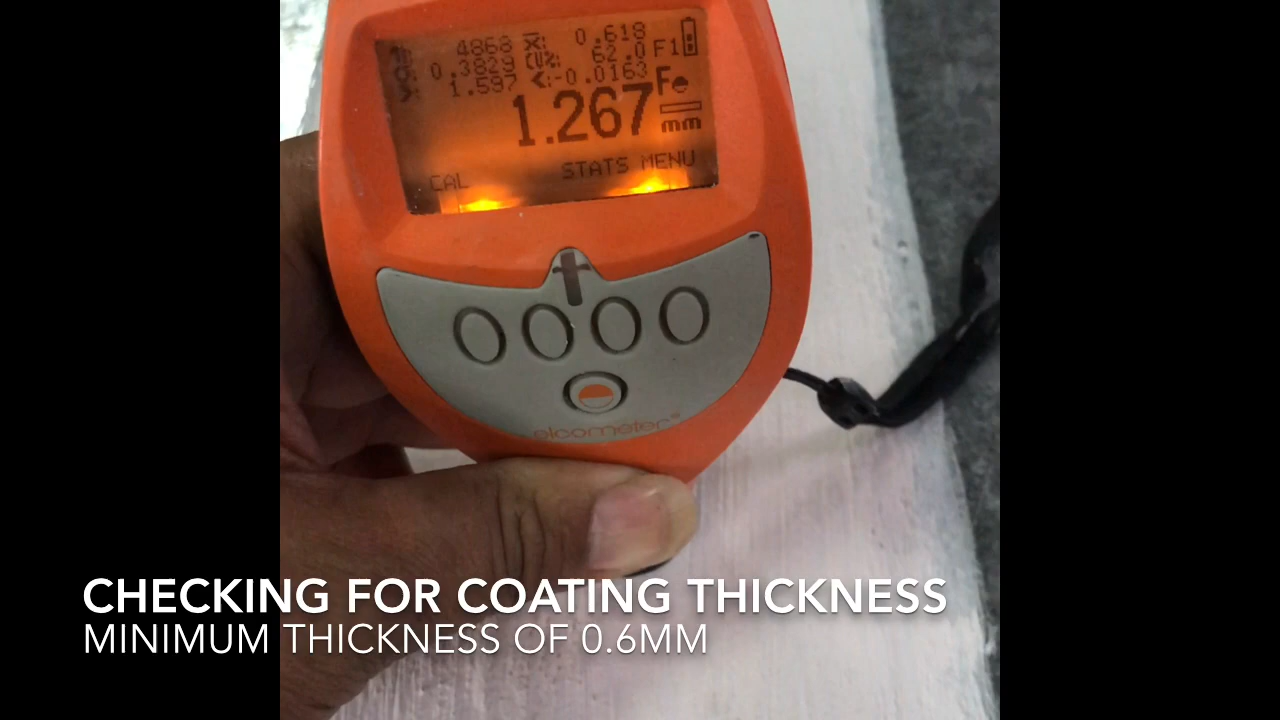 4868 x̄: 0.618
0.3829 CV%: 62.0 F1
1.597 <:-0.0163 Fe
1.267 mm
CAL STATS MENU
elcometer®
CHECKING FOR COATING THICKNESS
MINIMUM THICKNESS OF 0.6MM